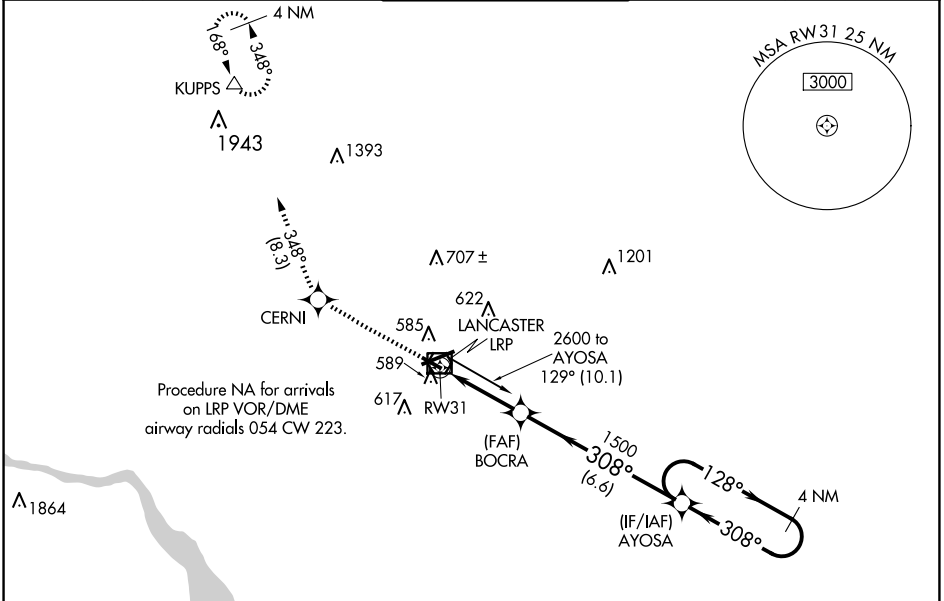 4 NM
168°
348°
KUPPS
1943
1393
MSA RW31 25 NM
3000
348°
(8.3)
707 ±
1201
CERNI
622
585
LANCASTER
LRP
2600 to
AYOSA
129° (10.1)
589
617
RW31
Procedure NA for arrivals
on LRP VOR/DME
airway radials 054 CW 223.
(FAF)
BOCRA
1500
308°
(6.6)
128°
4 NM
308°
(IF/IAF)
AYOSA
1864